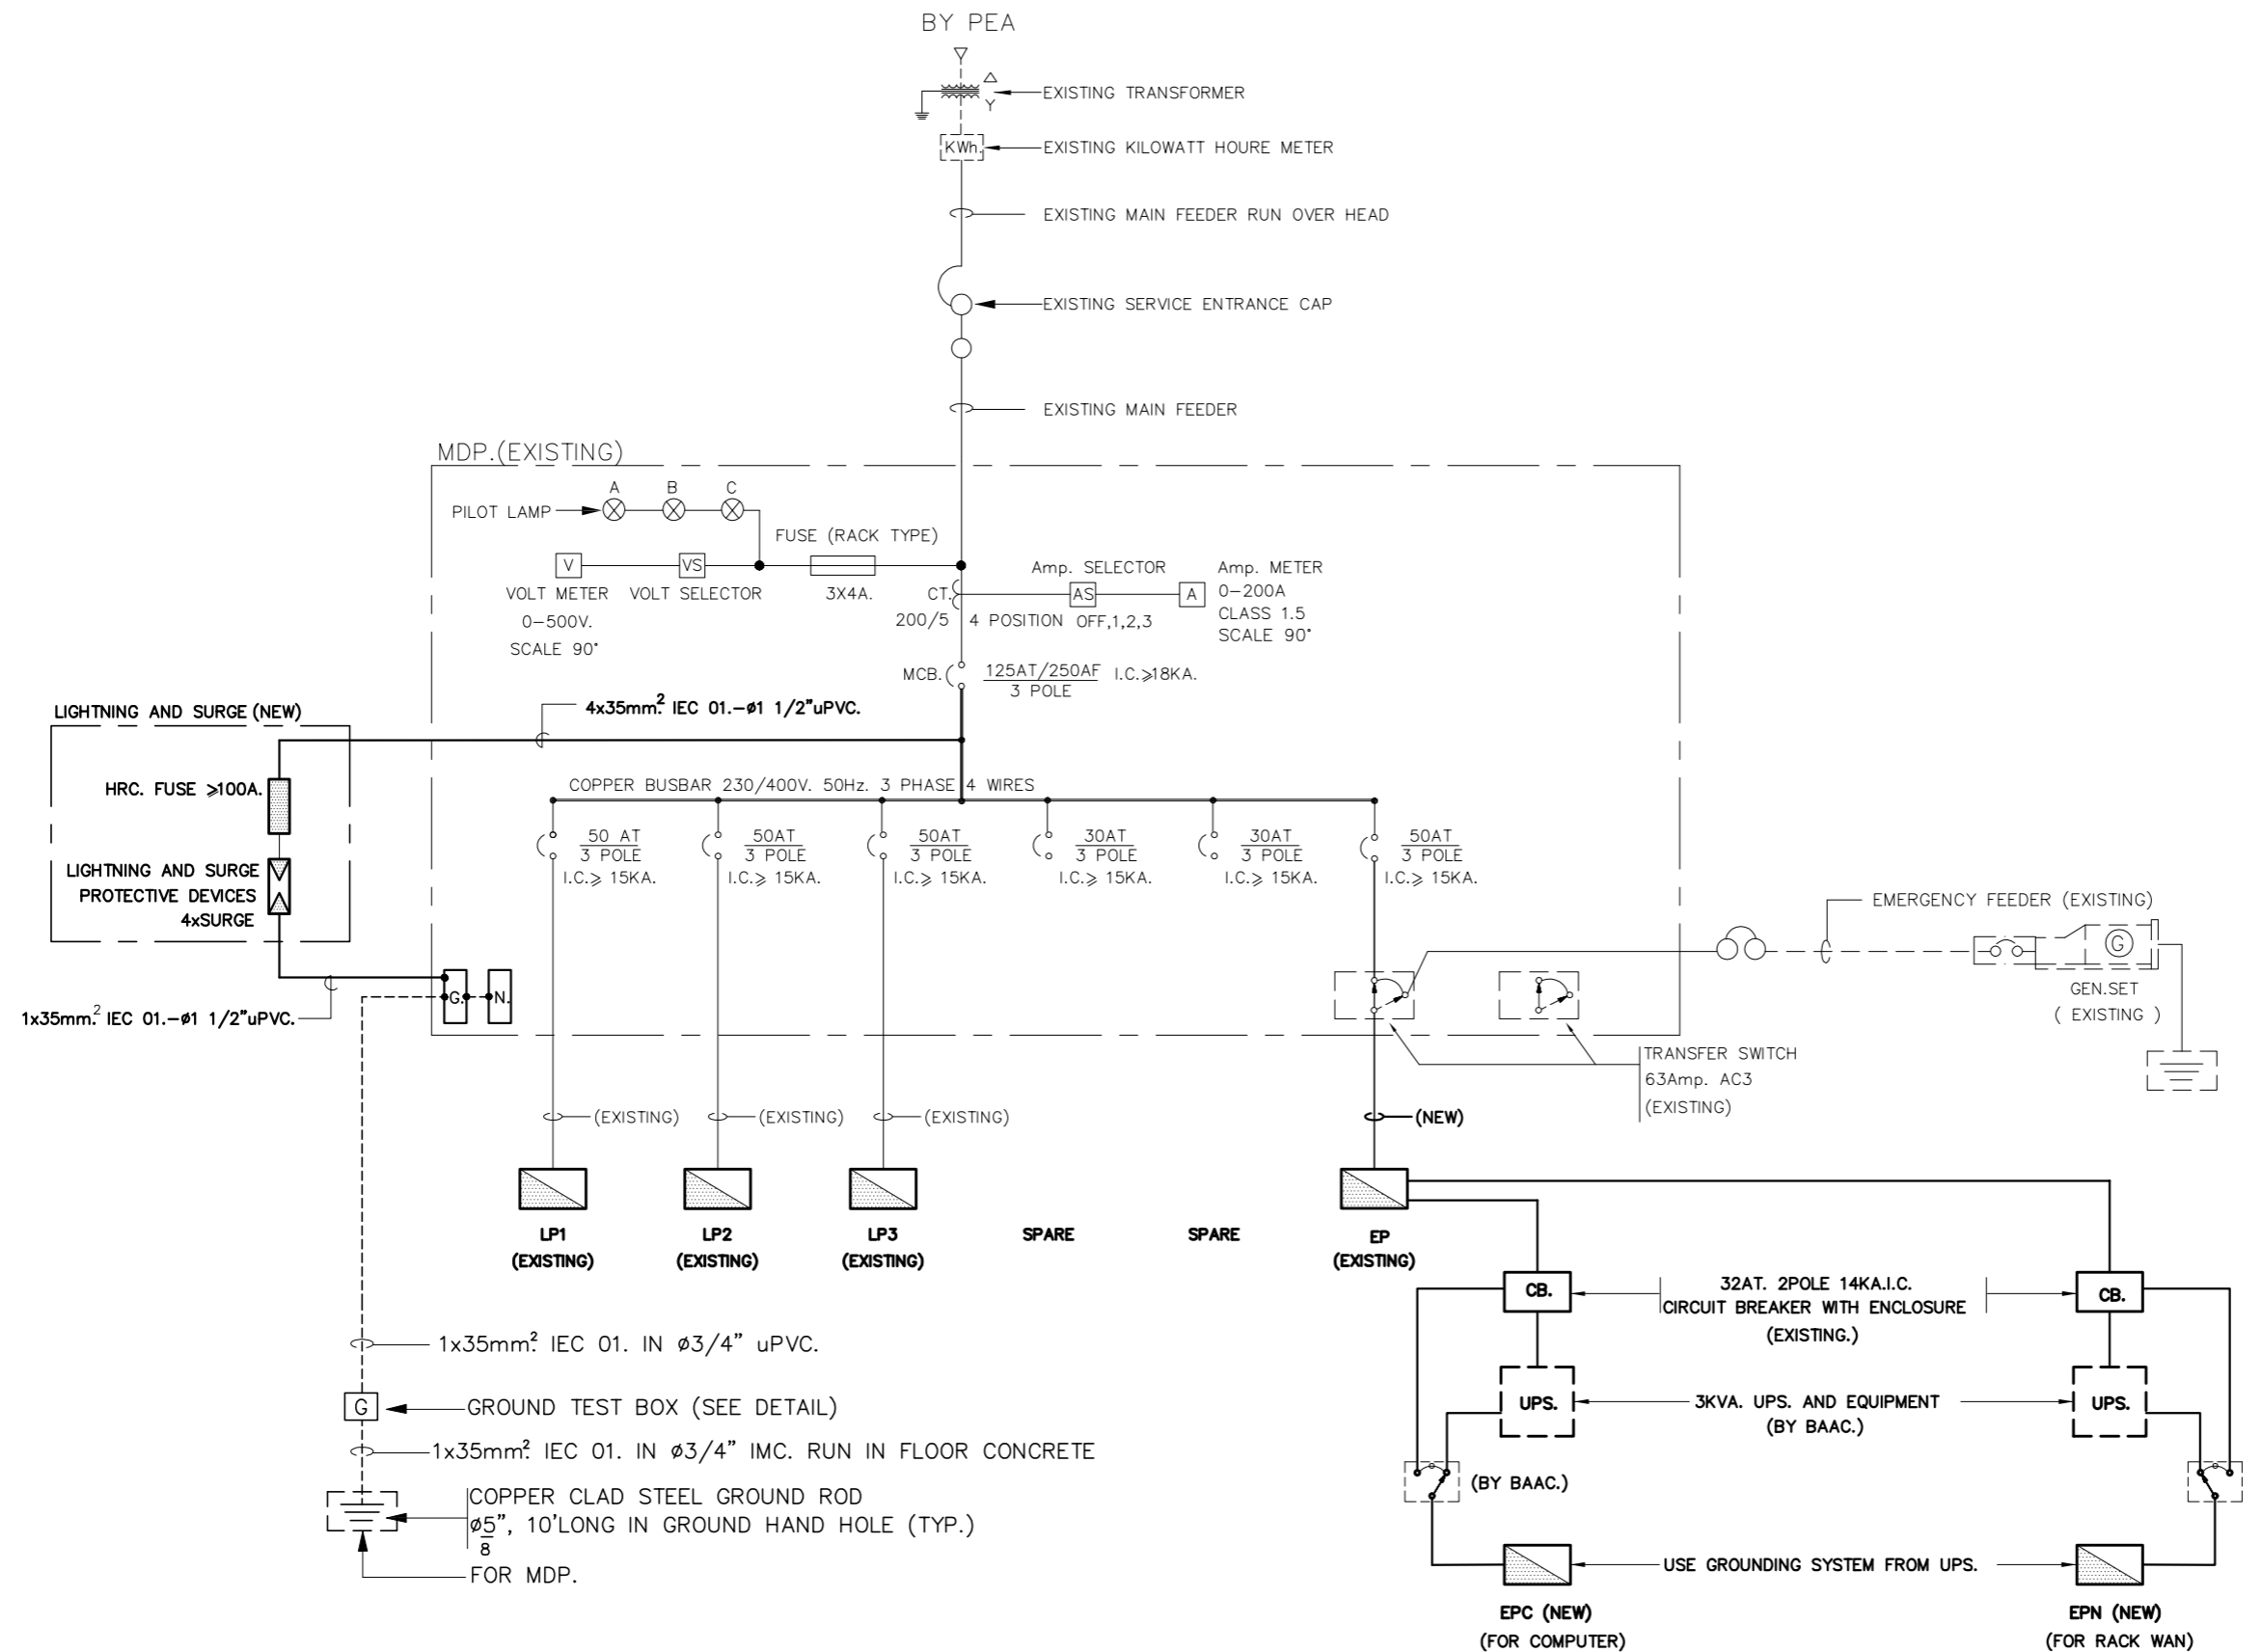 BY PEA
EXISTING TRANSFORMER
Y
KWh.
EXISTING KILOWATT HOURE METER
EXISTING MAIN FEEDER RUN OVER HEAD
EXISTING SERVICE ENTRANCE CAP
EXISTING MAIN FEEDER
MDP.(EXISTING)
A B C
PILOT LAMP
FUSE (RACK TYPE)
V VS
VOLT METER VOLT SELECTOR 3X4A.
0-500V.
SCALE 90°
Amp. SELECTOR
AS A
CT.
200/5 4 POSITION OFF,1,2,3
Amp. METER
0-200A
CLASS 1.5
SCALE 90°
MCB. 125AT/250AF I.C.≥18KA.
3 POLE
LIGHTNING AND SURGE (NEW)
4x35mm.² IEC 01.-ø1 1/2"uPVC.
HRC. FUSE ≥100A.
LIGHTNING AND SURGE
PROTECTIVE DEVICES
4xSURGE
COPPER BUSBAR 230/400V. 50Hz. 3 PHASE 4 WIRES
50 AT 50AT 50AT 30AT 30AT 50AT
3 POLE 3 POLE 3 POLE 3 POLE 3 POLE 3 POLE
I.C.≥ 15KA. I.C.≥ 15KA. I.C.≥ 15KA. I.C.≥ 15KA. I.C.≥ 15KA. I.C.≥ 15KA.
EMERGENCY FEEDER (EXISTING)
G
GEN.SET
( EXISTING )
G. N.
1x35mm.² IEC 01.-ø1 1/2"uPVC.
TRANSFER SWITCH
63Amp. AC3
(EXISTING)
(EXISTING) (EXISTING) (EXISTING) (NEW)
LP1 LP2 LP3 SPARE SPARE EP
(EXISTING) (EXISTING) (EXISTING) (EXISTING)
CB. 32AT. 2POLE 14KA.I.C. CB.
CIRCUIT BREAKER WITH ENCLOSURE
(EXISTING.)
1x35mm.² IEC 01. IN ø3/4" uPVC.
G GROUND TEST BOX (SEE DETAIL)
1x35mm.² IEC 01. IN ø3/4" IMC. RUN IN FLOOR CONCRETE
COPPER CLAD STEEL GROUND ROD
ø5", 10'LONG IN GROUND HAND HOLE (TYP.)
8
FOR MDP.
UPS. 3KVA. UPS. AND EQUIPMENT UPS.
(BY BAAC.)
(BY BAAC.)
USE GROUNDING SYSTEM FROM UPS.
EPC (NEW) EPN (NEW)
(FOR COMPUTER) (FOR RACK WAN)